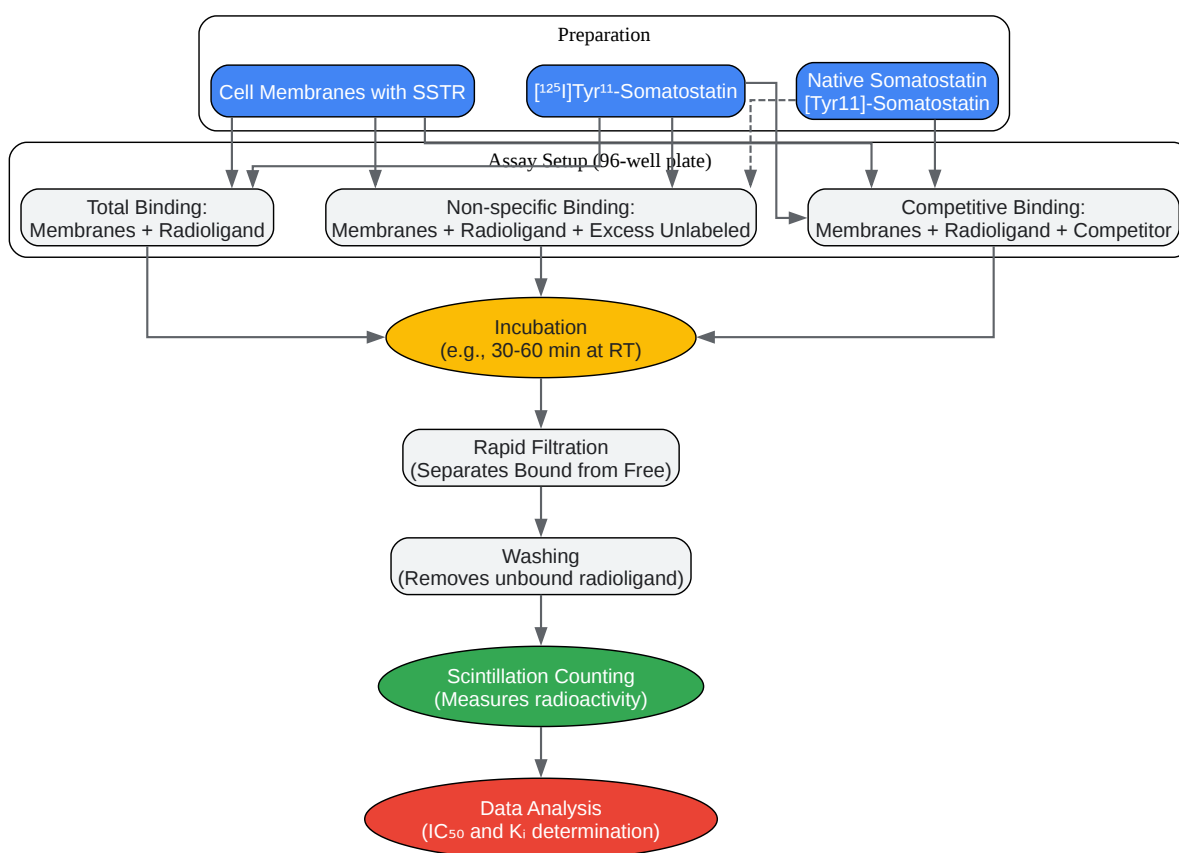 Preparation
Cell Membranes with SSTR
[¹²⁵I]Tyr¹¹-Somatostatin
Native Somatostatin
[Tyr11]-Somatostatin
Assay Setup (96-well plate)
Total Binding:
Membranes + Radioligand
Non-specific Binding:
Membranes + Radioligand + Excess Unlabeled
Competitive Binding:
Membranes + Radioligand + Competitor
Incubation
(e.g., 30-60 min at RT)
Rapid Filtration
(Separates Bound from Free)
Washing
(Removes unbound radioligand)
Scintillation Counting
(Measures radioactivity)
Data Analysis
(IC₅₀ and Kᵢ determination)